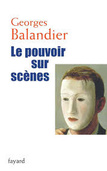 Georges
Balandier
Le pouvoir
sur
scènes
fayard